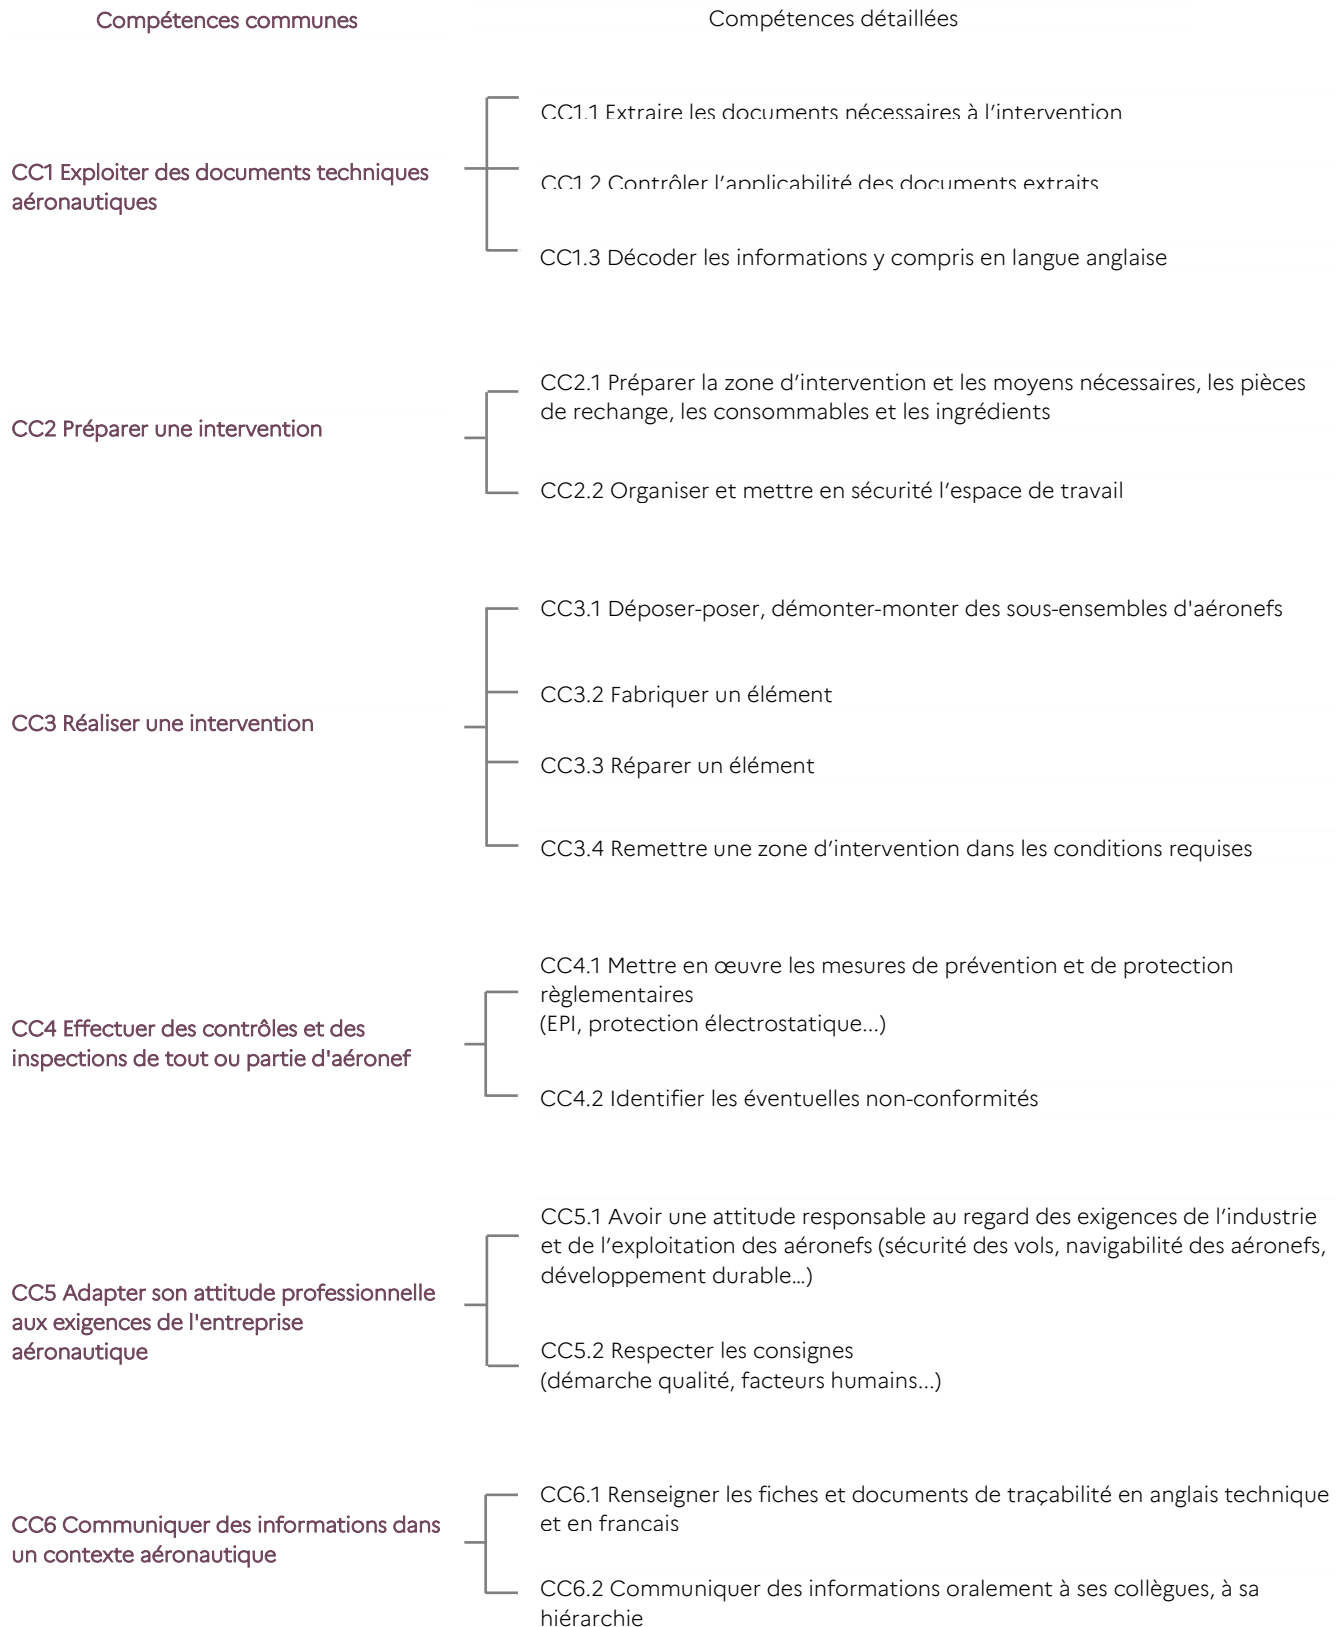 Compétences communes
Compétences détaillées
CC1 Exploiter des documents techniques
aéronautiques
CC1.1 Extraire les documents nécessaires à l’intervention
CC1.2 Contrôler l’applicabilité des documents extraits
CC1.3 Décoder les informations y compris en langue anglaise
CC2 Préparer une intervention
CC2.1 Préparer la zone d’intervention et les moyens nécessaires, les pièces
de rechange, les consommables et les ingrédients
CC2.2 Organiser et mettre en sécurité l’espace de travail
CC3 Réaliser une intervention
CC3.1 Déposer-poser, démonter-monter des sous-ensembles d'aéronefs
CC3.2 Fabriquer un élément
CC3.3 Réparer un élément
CC3.4 Remettre une zone d’intervention dans les conditions requises
CC4 Effectuer des contrôles et des
inspections de tout ou partie d'aéronef
CC4.1 Mettre en œuvre les mesures de prévention et de protection
règlementaires
(EPI, protection électrostatique...)
CC4.2 Identifier les éventuelles non-conformités
CC5 Adapter son attitude professionnelle
aux exigences de l'entreprise
aéronautique
CC5.1 Avoir une attitude responsable au regard des exigences de l’industrie
et de l’exploitation des aéronefs (sécurité des vols, navigabilité des aéronefs,
développement durable…)
CC5.2 Respecter les consignes
(démarche qualité, facteurs humains...)
CC6 Communiquer des informations dans
un contexte aéronautique
CC6.1 Renseigner les fiches et documents de traçabilité en anglais technique
et en francais
CC6.2 Communiquer des informations oralement à ses collègues, à sa
hiérarchie